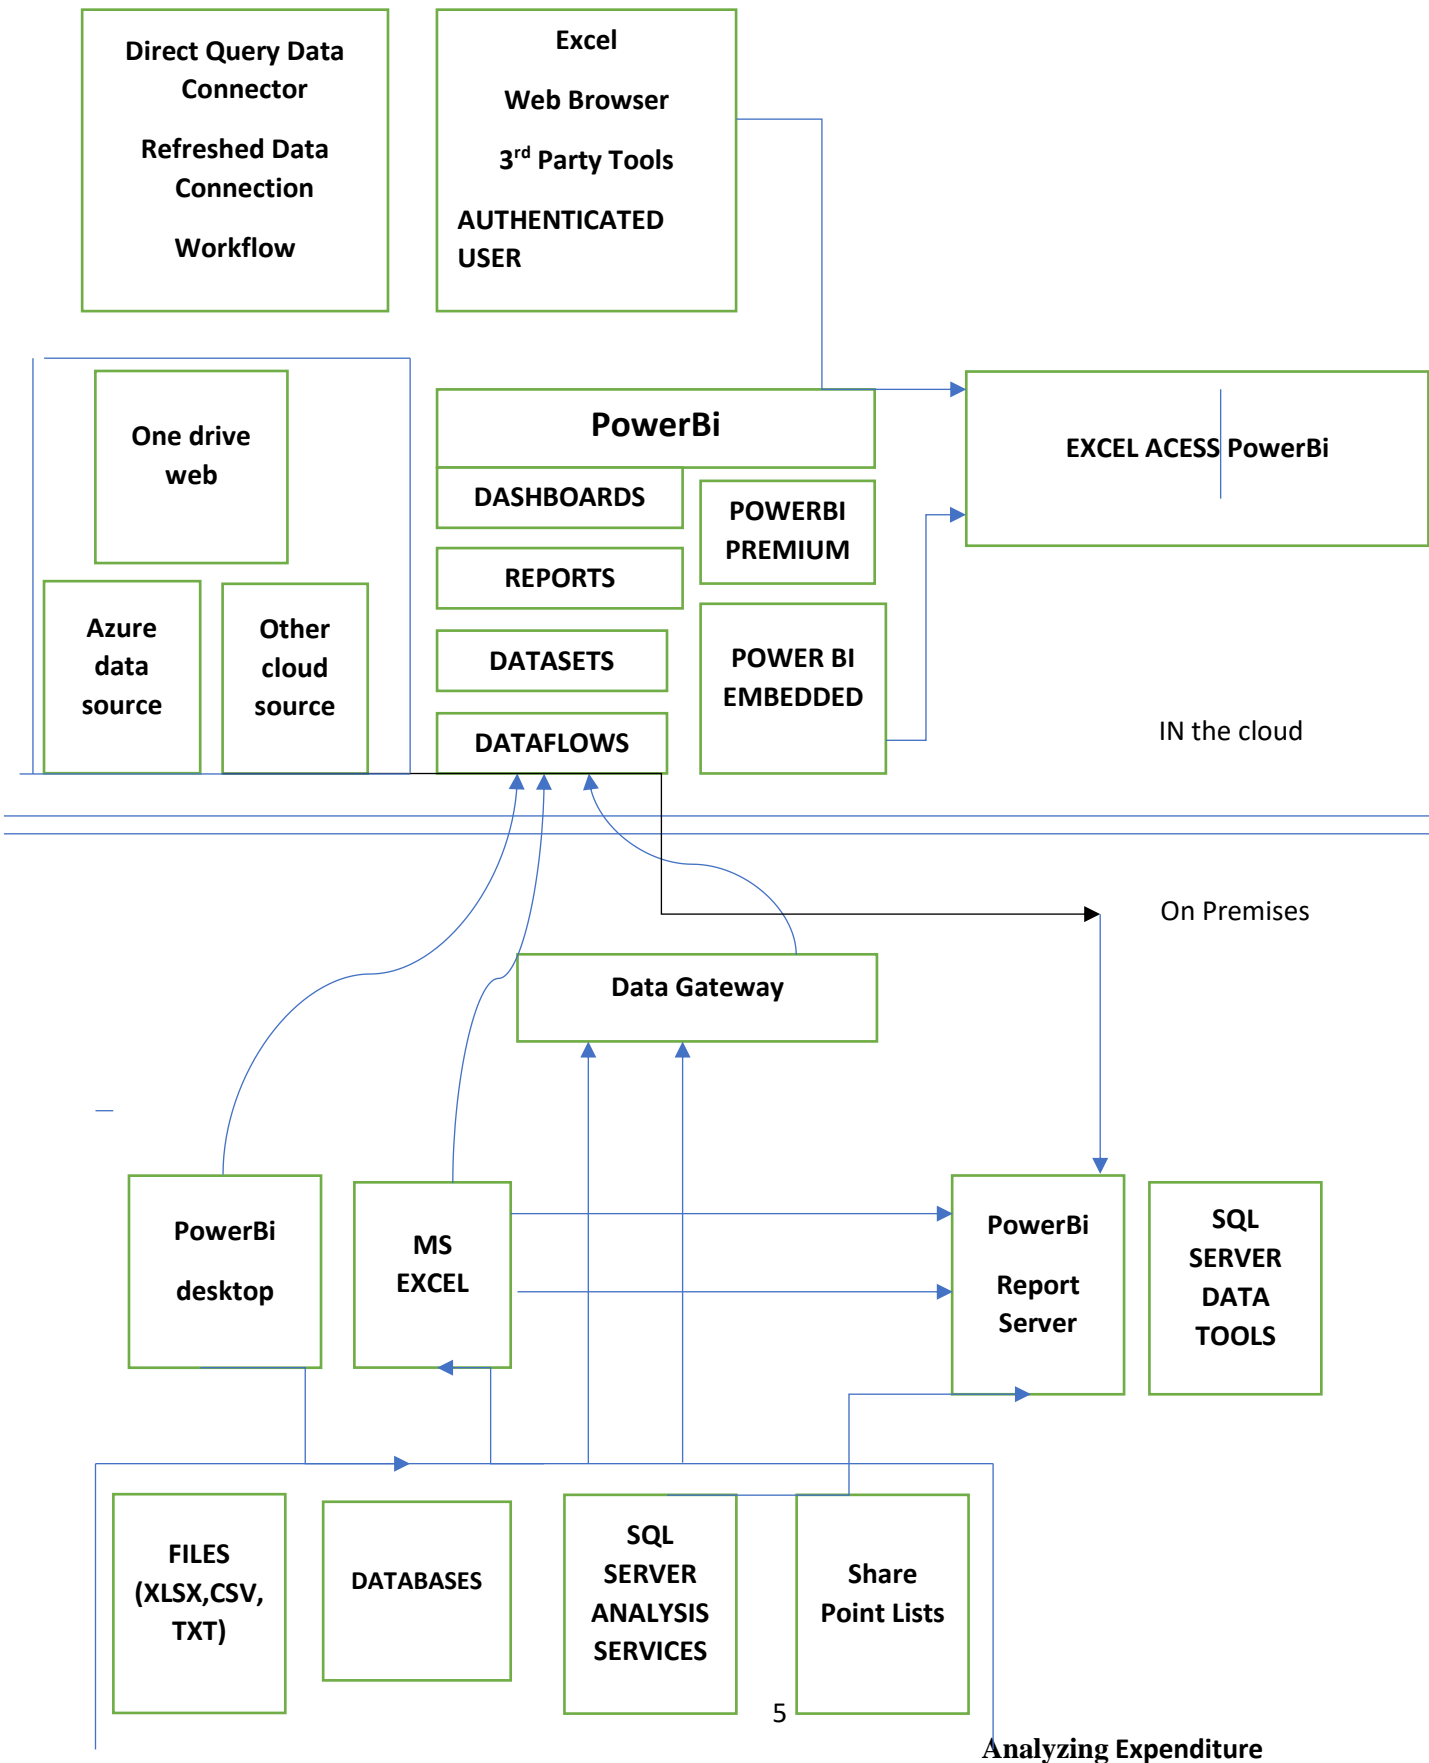 Direct Query Data
Connector
Refreshed Data
Connection
Workflow
Excel
Web Browser
3rd Party Tools
AUTHENTICATED
USER
One drive
web
Azure
data
source
Other
cloud
source
PowerBi
DASHBOARDS
REPORTS
DATASETS
DATAFLOWS
POWERBI
PREMIUM
POWER BI
EMBEDDED
EXCEL ACESS PowerBi
IN the cloud
On Premises
Data Gateway
PowerBi
desktop
MS
EXCEL
PowerBi
Report
Server
SQL
SERVER
DATA
TOOLS
FILES
(XLSX,CSV,
TXT)
DATABASES
SQL
SERVER
ANALYSIS
SERVICES
Share
Point Lists
5
Analyzing Expenditure